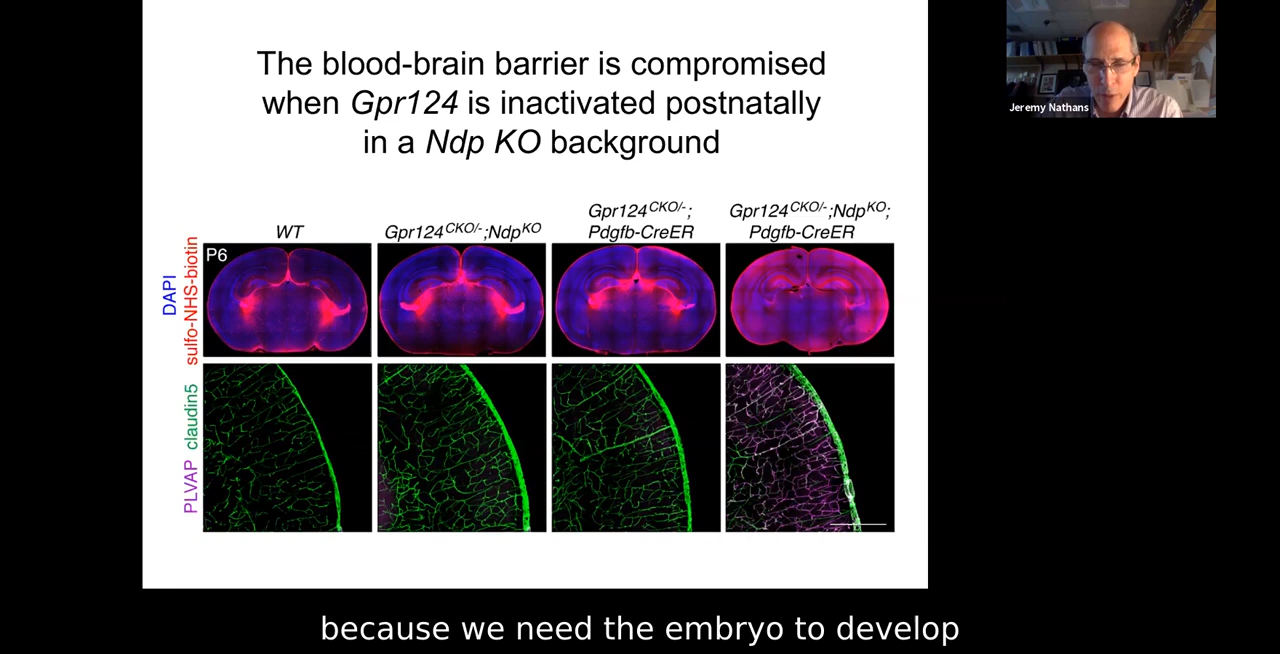 The blood-brain barrier is compromised
when Gpr124 is inactivated postnatally
in a Ndp KO background
Jeremy Nathans
WT
Gpr124CKO/-;NdpKO
Gpr124CKO/-;
Pdgfb-CreER
Gpr124CKO/-;NdpKO;
Pdgfb-CreER
DAPI
sulfo-NHS-biotin
P6
PLVAP claudin5
because we need the embryo to develop